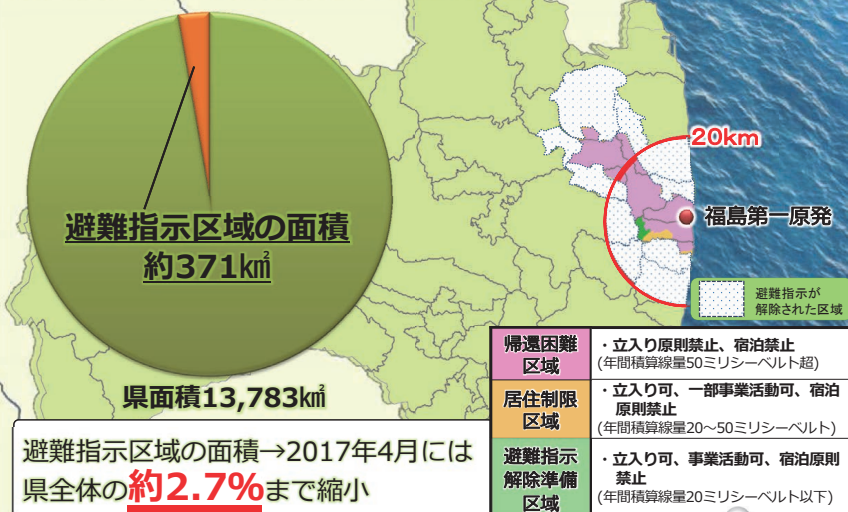 20km
福島第一原発
避難指示区域の面積
約371㎢
避難指示が
解除された区域
県面積13,783㎢
帰還困難
区域
・立入り原則禁止、宿泊禁止
(年間積算線量50ミリシーベルト超)
居住制限
区域
・立入り可、一部事業活動可、宿泊
原則禁止
(年間積算線量20～50ミリシーベルト)
避難指示
解除準備
区域
・立入り可、事業活動可、宿泊原則
禁止
(年間積算線量20ミリシーベルト以下)
避難指示区域の面積→2017年4月には
県全体の約2.7%まで縮小